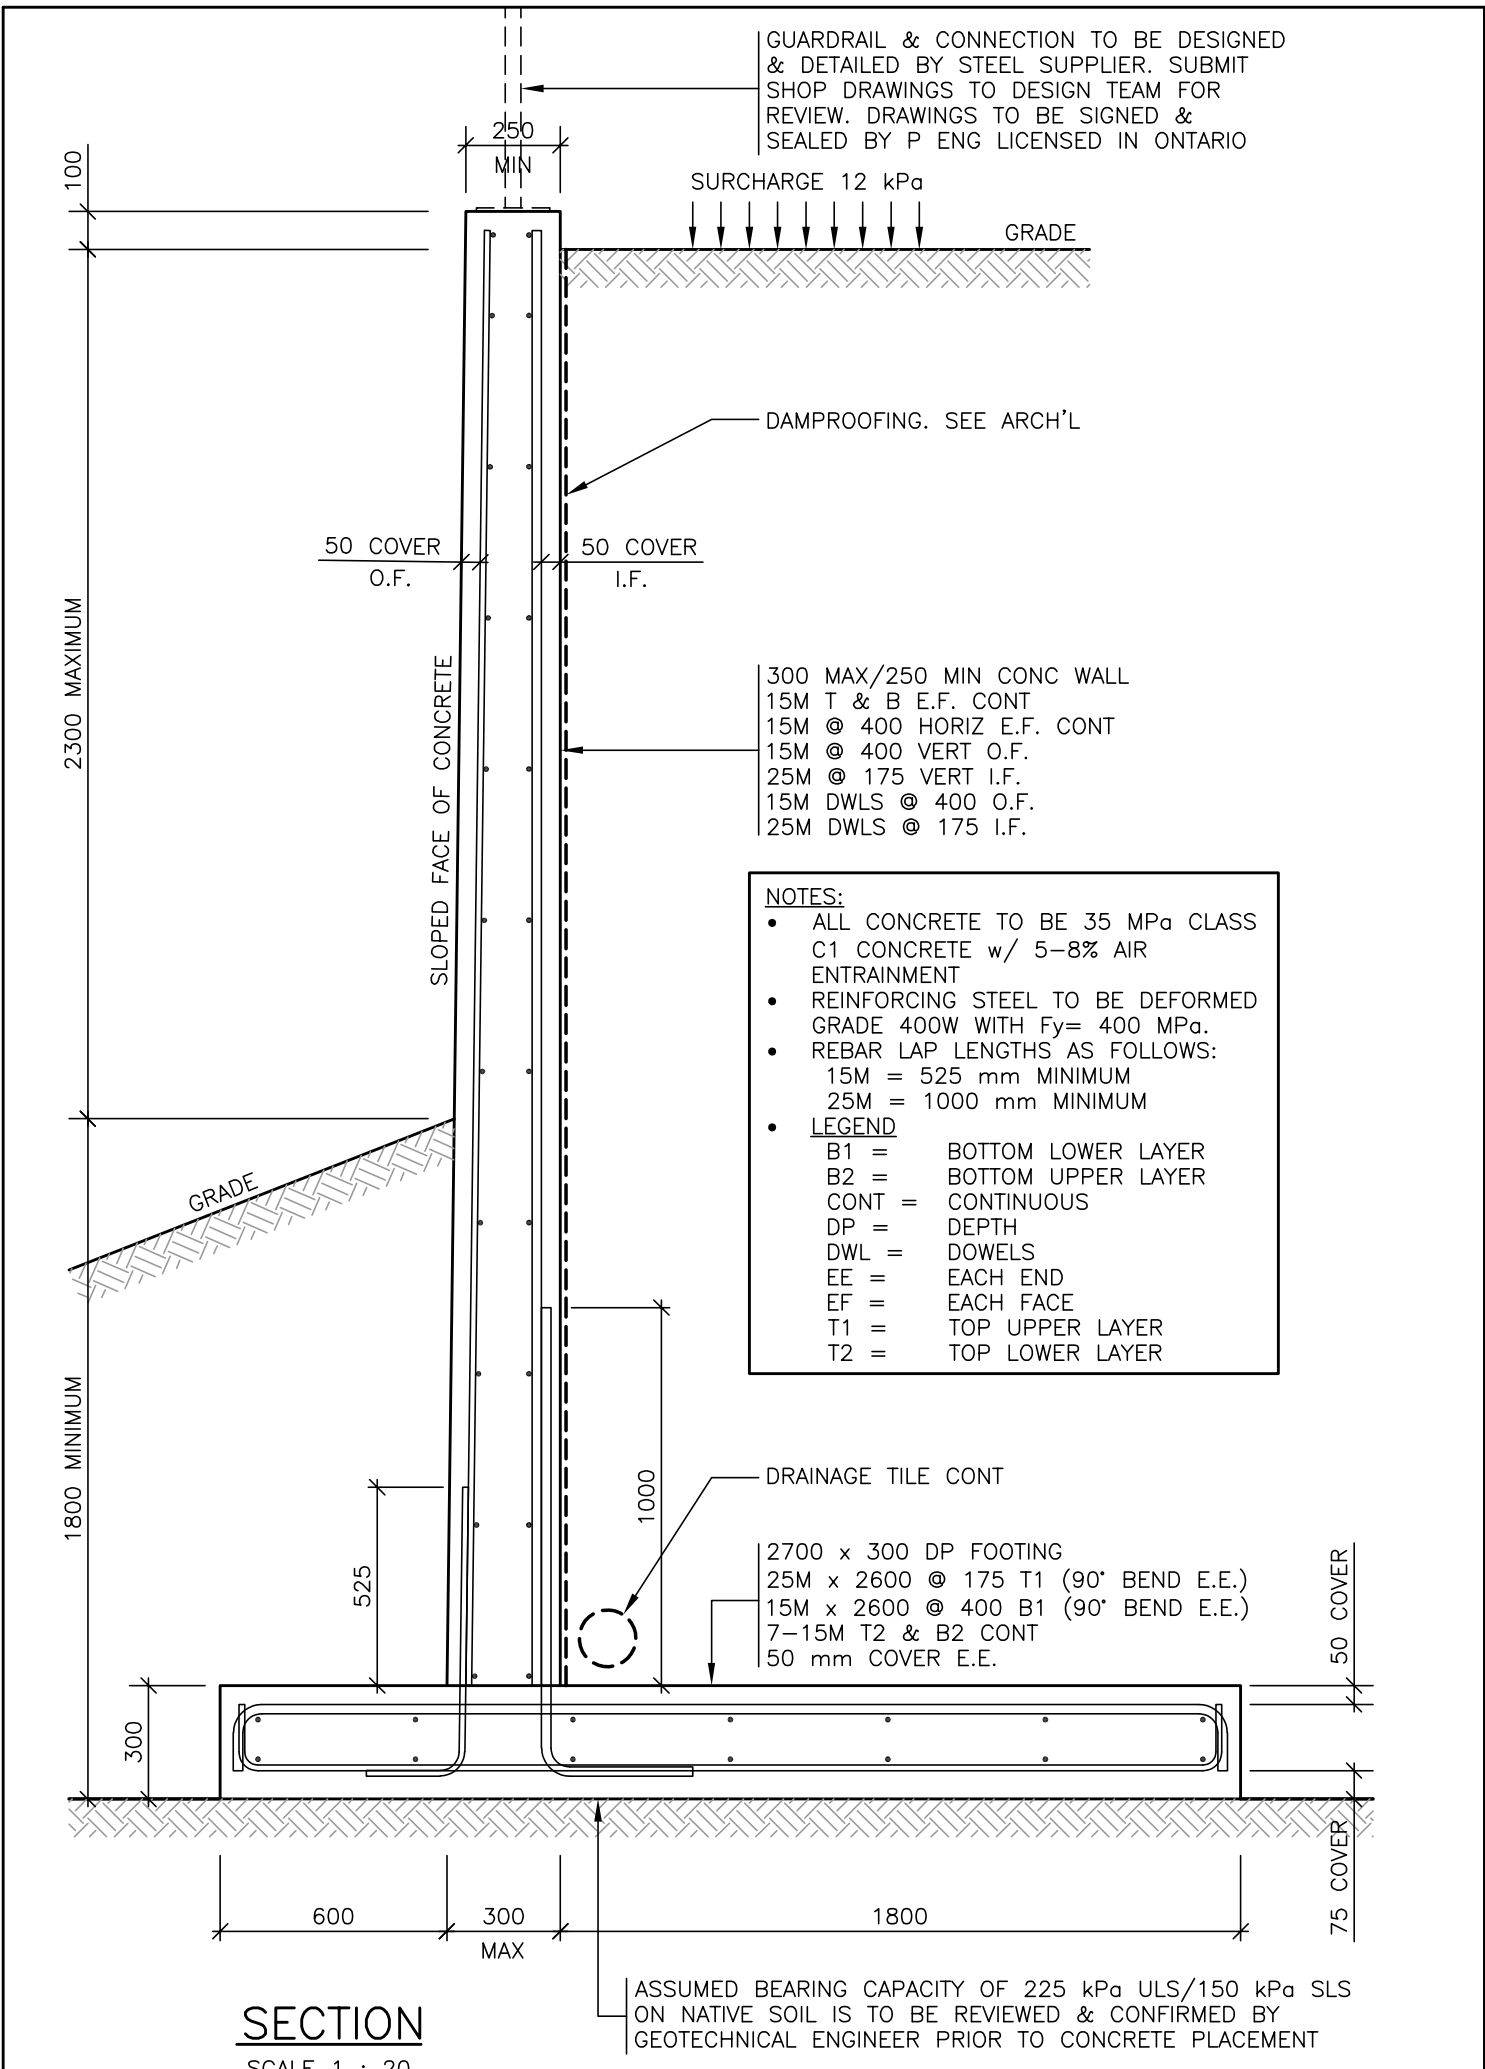 GUARDRAIL & CONNECTION TO BE DESIGNED
& DETAILED BY STEEL SUPPLIER. SUBMIT
SHOP DRAWINGS TO DESIGN TEAM FOR
REVIEW. DRAWINGS TO BE SIGNED &
SEALED BY P ENG LICENSED IN ONTARIO
250
MIN
100
SURCHARGE 12 kPa
GRADE
DAMPROOFING. SEE ARCH'L
50 COVER
O.F.
50 COVER
I.F.
2300 MAXIMUM
SLOPED FACE OF CONCRETE
300 MAX/250 MIN CONC WALL
15M T & B E.F. CONT
15M @ 400 HORIZ E.F. CONT
15M @ 400 VERT O.F.
25M @ 175 VERT I.F.
15M DWLS @ 400 O.F.
25M DWLS @ 175 I.F.
NOTES:
• ALL CONCRETE TO BE 35 MPa CLASS
C1 CONCRETE w/ 5-8% AIR
ENTRAINMENT
• REINFORCING STEEL TO BE DEFORMED
GRADE 400W WITH Fy= 400 MPa.
• REBAR LAP LENGTHS AS FOLLOWS:
15M = 525 mm MINIMUM
25M = 1000 mm MINIMUM
• LEGEND
B1 = BOTTOM LOWER LAYER
B2 = BOTTOM UPPER LAYER
CONT = CONTINUOUS
DP = DEPTH
DWL = DOWELS
EE = EACH END
EF = EACH FACE
T1 = TOP UPPER LAYER
T2 = TOP LOWER LAYER
GRADE
1800 MINIMUM
525
1000
DRAINAGE TILE CONT
2700 x 300 DP FOOTING
25M x 2600 @ 175 T1 (90° BEND E.E.)
15M x 2600 @ 400 B1 (90° BEND E.E.)
7-15M T2 & B2 CONT
50 mm COVER E.E.
50 COVER
300
75 COVER
600
300
MAX
1800
ASSUMED BEARING CAPACITY OF 225 kPa ULS/150 kPa SLS
ON NATIVE SOIL IS TO BE REVIEWED & CONFIRMED BY
GEOTECHNICAL ENGINEER PRIOR TO CONCRETE PLACEMENT
SECTION
SCALE 1 : 20